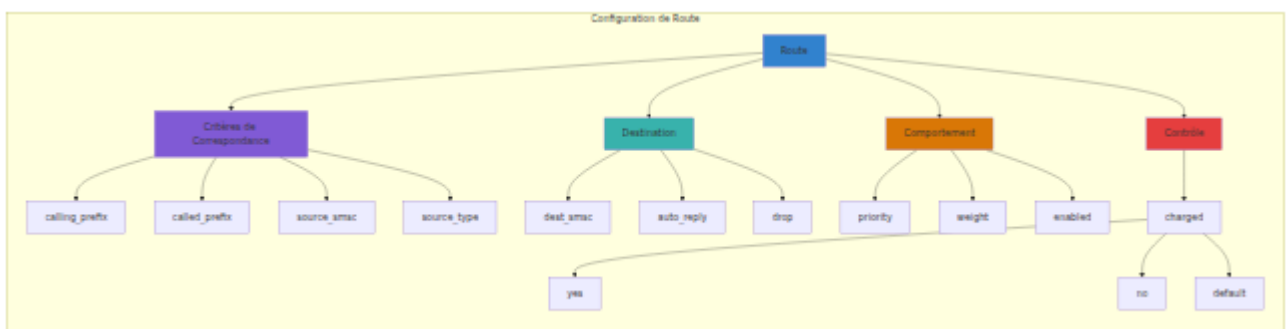 Configuration de Route
Route
Critères de
Correspondance
Destination
Comportement
Contrôle
calling_prefix
called_prefix
source_smsc
source_type
dest_smsc
auto_reply
drop
priority
weight
enabled
charged
yes
no
default